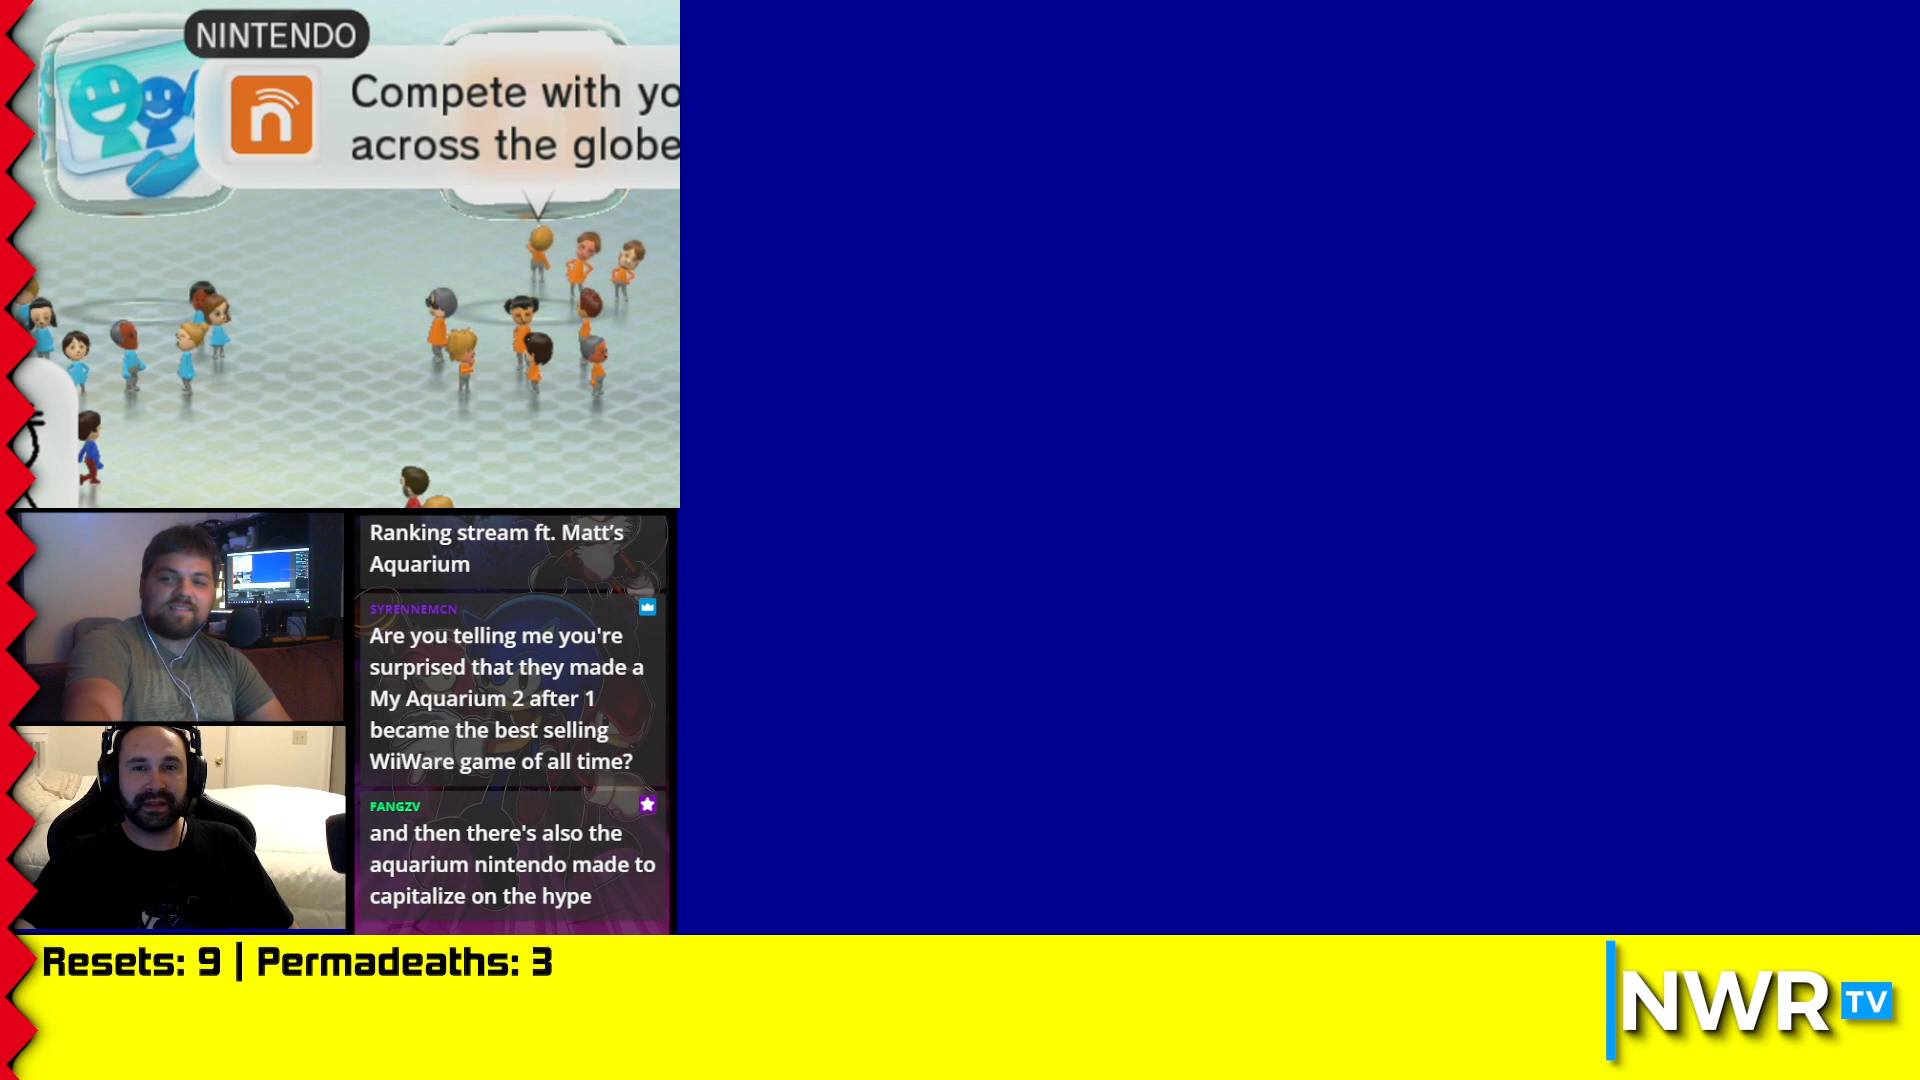 NINTENDO
Compete with yo
across the globe
Ranking stream ft. Matt’s
Aquarium
SYRENNEMCN
Are you telling me you're
surprised that they made a
My Aquarium 2 after 1
became the best selling
WiiWare game of all time?
FANGZV
and then there's also the
aquarium nintendo made to
capitalize on the hype
Resets: 9 | Permadeaths: 3
NWR TV